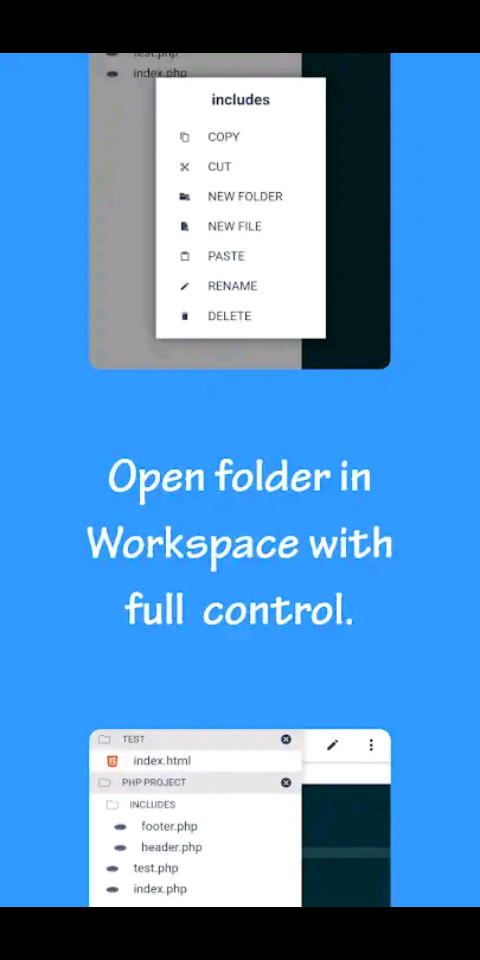 test.php
index.php
includes
COPY
CUT
NEW FOLDER
NEW FILE
PASTE
RENAME
DELETE
Open folder in
Workspace with
full control.
TEST
index.html
PHP PROJECT
INCLUDES
footer.php
header.php
test.php
index.php